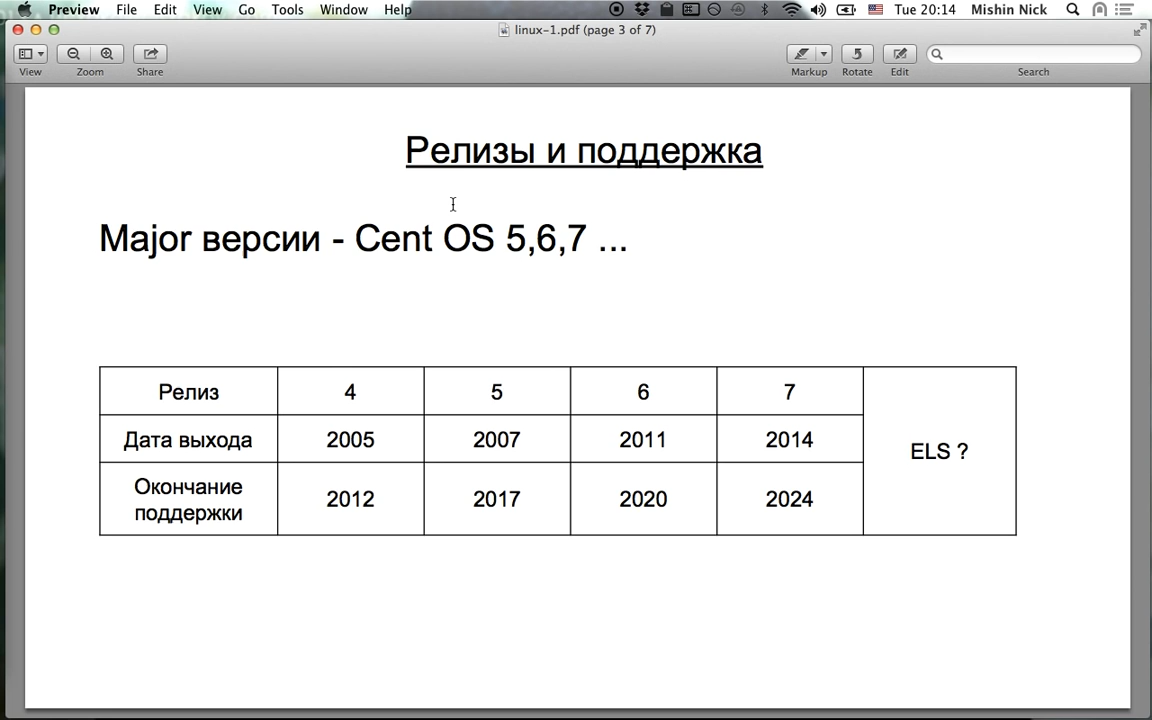 Preview File Edit View Go Tools Window Help Tue 20:14 Mishin Nick
linux-1.pdf (page 3 of 7)
View Zoom Share Markup Rotate Edit Search
Релизы и поддержка
Major версии - Cent OS 5,6,7 ...
Релиз 4 5 6 7
Дата выхода 2005 2007 2011 2014
ELS ?
Окончание
поддержки 2012 2017 2020 2024